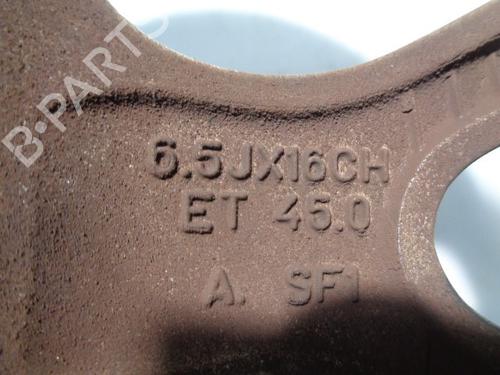 B-PARTS
6.5JX16CH
ET 45.0
A. SF1